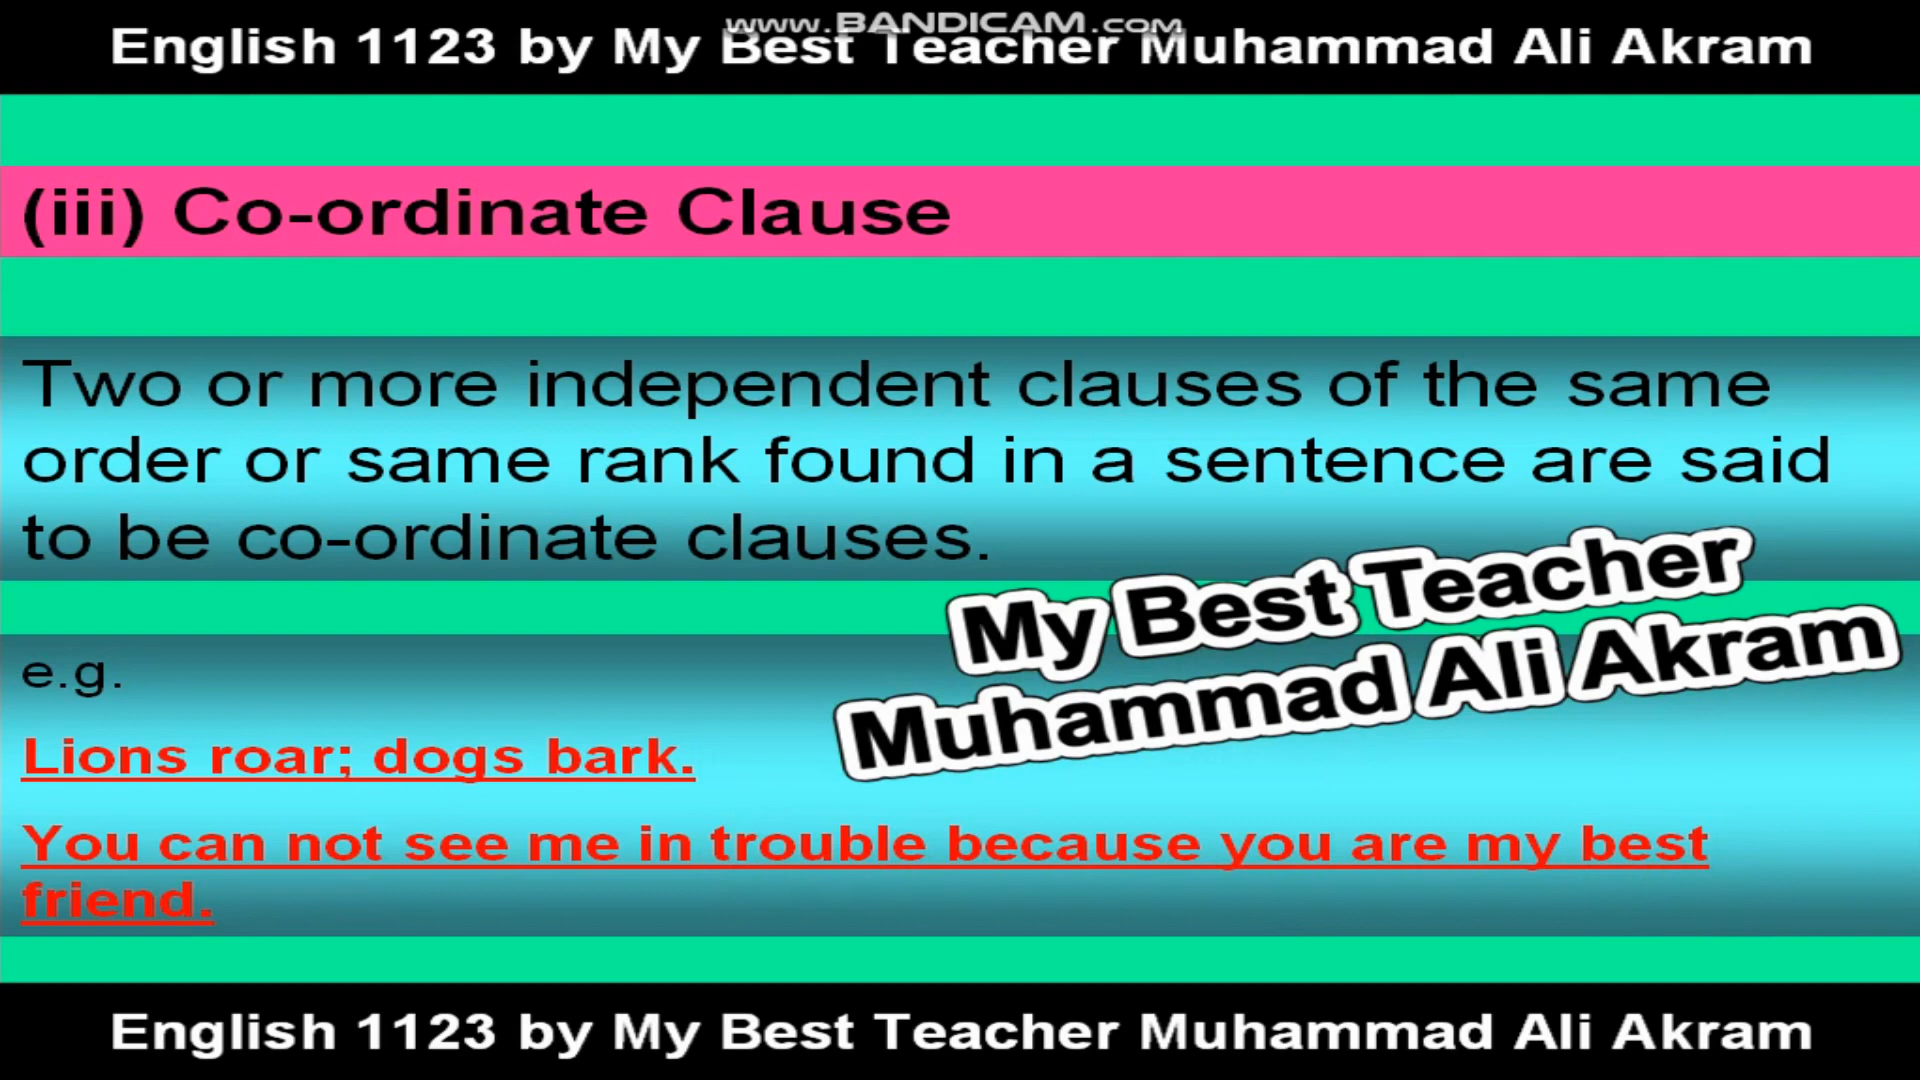 www.BANDICAM.com
English 1123 by My Best Teacher Muhammad Ali Akram
(iii) Co-ordinate Clause
Two or more independent clauses of the same
order or same rank found in a sentence are said
to be co-ordinate clauses.
My Best Teacher
Muhammad Ali Akram
e.g.
Lions roar; dogs bark.
You can not see me in trouble because you are my best
friend.
English 1123 by My Best Teacher Muhammad Ali Akram